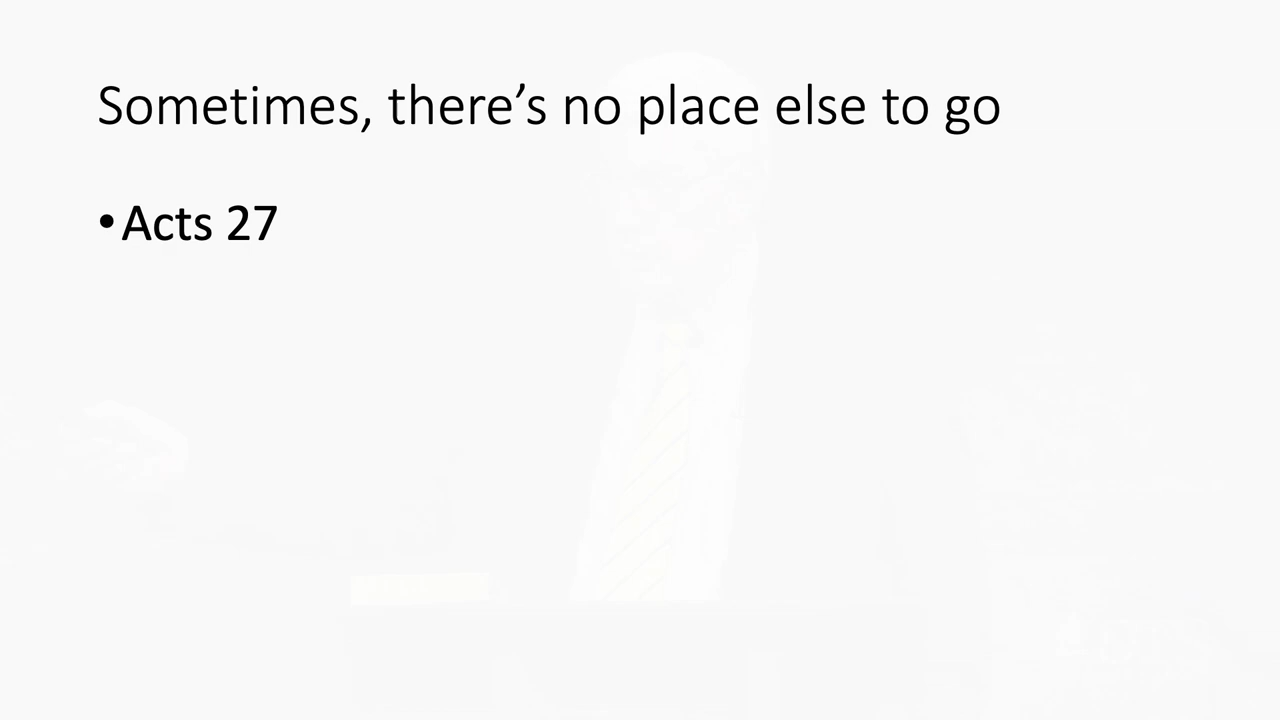 Sometimes, there’s no place else to go
•Acts 27